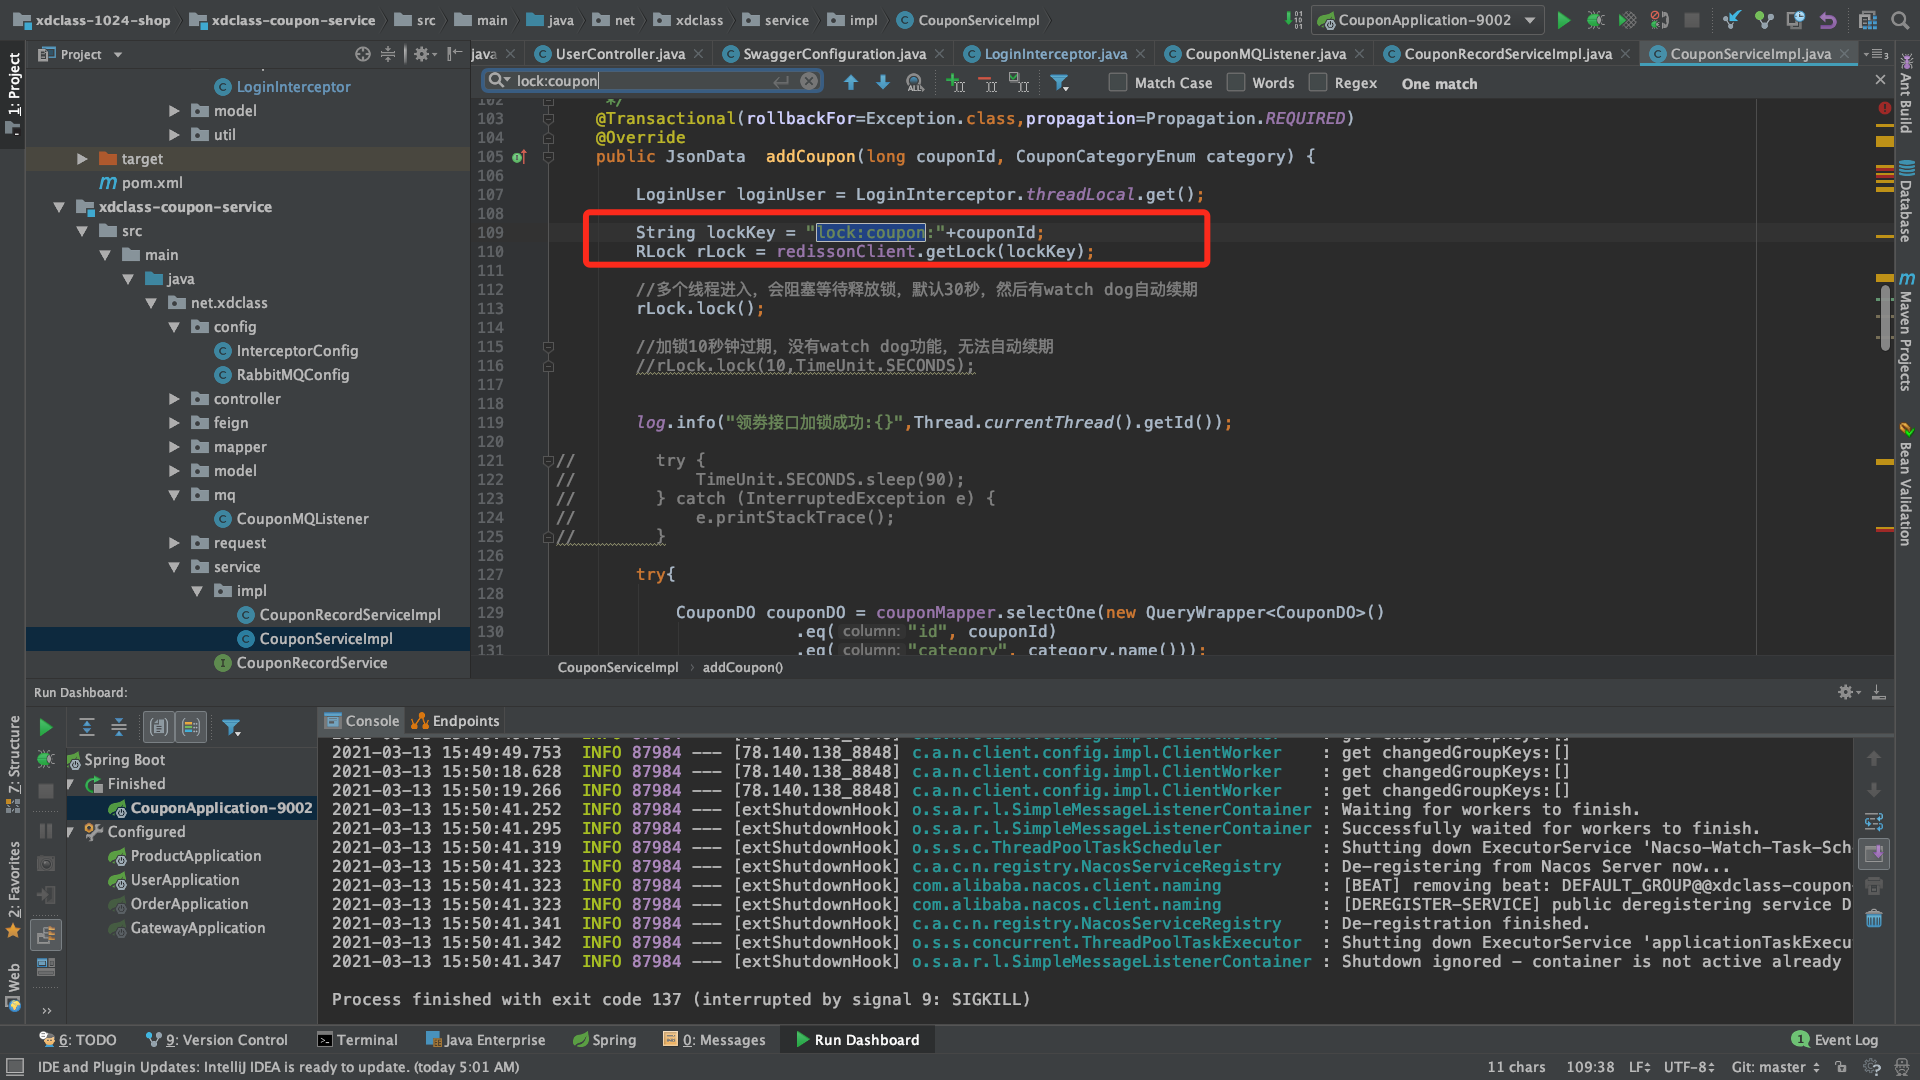 xdclass-1024-shop xdclass-coupon-service src main java net xdclass service impl CouponServiceImpl CouponApplication-9002
Project
java UserController.java SwaggerConfiguration.java LoginInterceptor.java CouponMQListener.java CouponRecordServiceImpl.java CouponServiceImpl.java
lock:coupon Match Case Words Regex One match
1: Project
LoginInterceptor
model
util
target
pom.xml
xdclass-coupon-service
src
main
java
net.xdclass
config
InterceptorConfig
RabbitMQConfig
controller
feign
mapper
model
mq
CouponMQListener
request
service
impl
CouponRecordServiceImpl
CouponServiceImpl
CouponRecordService
102 */
103 @Transactional(rollbackFor=Exception.class,propagation=Propagation.REQUIRED)
104 @Override
105 public JsonData addCoupon(long couponId, CouponCategoryEnum category) {
106
107 LoginUser loginUser = LoginInterceptor.threadLocal.get();
108
109 String lockKey = "lock:coupon:"+couponId;
110 RLock rLock = redissonClient.getLock(lockKey);
111
112 //多个线程进入，会阻塞等待释放锁，默认30秒，然后有watch dog自动续期
113 rLock.lock();
114
115 //加锁10秒钟过期，没有watch dog功能，无法自动续期
116 //rLock.lock(10,TimeUnit.SECONDS);
117
118
119 log.info("领劵接口加锁成功:{}",Thread.currentThread().getId());
120
121 // try {
122 // TimeUnit.SECONDS.sleep(90);
123 // } catch (InterruptedException e) {
124 // e.printStackTrace();
125 // }
126
127 try{
128
129 CouponDO couponDO = couponMapper.selectOne(new QueryWrapper<CouponDO>()
130 .eq( column: "id", couponId)
131 .eq( column: "category", category.name()));
CouponServiceImpl addCoupon()
Ant Build
Database
Maven Projects
Bean Validation
Run Dashboard:
Console Endpoints
Spring Boot
Finished
CouponApplication-9002
Configured
ProductApplication
UserApplication
OrderApplication
GatewayApplication
7: Structure
2: Favorites
Web
2021-03-13 15:49:49.753 INFO 87984 --- [78.140.138_8848] c.a.n.client.config.impl.ClientWorker : get changedGroupKeys:[]
2021-03-13 15:50:18.628 INFO 87984 --- [78.140.138_8848] c.a.n.client.config.impl.ClientWorker : get changedGroupKeys:[]
2021-03-13 15:50:19.266 INFO 87984 --- [78.140.138_8848] c.a.n.client.config.impl.ClientWorker : get changedGroupKeys:[]
2021-03-13 15:50:41.252 INFO 87984 --- [extShutdownHook] o.s.a.r.l.SimpleMessageListenerContainer : Waiting for workers to finish.
2021-03-13 15:50:41.295 INFO 87984 --- [extShutdownHook] o.s.a.r.l.SimpleMessageListenerContainer : Successfully waited for workers to finish.
2021-03-13 15:50:41.319 INFO 87984 --- [extShutdownHook] o.s.s.c.ThreadPoolTaskScheduler : Shutting down ExecutorService 'Nacso-Watch-Task-Sch
2021-03-13 15:50:41.323 INFO 87984 --- [extShutdownHook] c.a.c.n.registry.NacosServiceRegistry : De-registering from Nacos Server now...
2021-03-13 15:50:41.323 INFO 87984 --- [extShutdownHook] com.alibaba.nacos.client.naming : [BEAT] removing beat: DEFAULT_GROUP@@xdclass-coupon-
2021-03-13 15:50:41.323 INFO 87984 --- [extShutdownHook] com.alibaba.nacos.client.naming : [DEREGISTER-SERVICE] public deregistering service D
2021-03-13 15:50:41.341 INFO 87984 --- [extShutdownHook] c.a.c.n.registry.NacosServiceRegistry : De-registration finished.
2021-03-13 15:50:41.342 INFO 87984 --- [extShutdownHook] o.s.s.concurrent.ThreadPoolTaskExecutor : Shutting down ExecutorService 'applicationTaskExecu
2021-03-13 15:50:41.347 INFO 87984 --- [extShutdownHook] o.s.a.r.l.SimpleMessageListenerContainer : Shutdown ignored - container is not active already
Process finished with exit code 137 (interrupted by signal 9: SIGKILL)
6: TODO 9: Version Control Terminal Java Enterprise Spring 0: Messages Run Dashboard 1 Event Log
IDE and Plugin Updates: IntelliJ IDEA is ready to update. (today 5:01 AM) 11 chars 109:38 LF UTF-8 Git: master